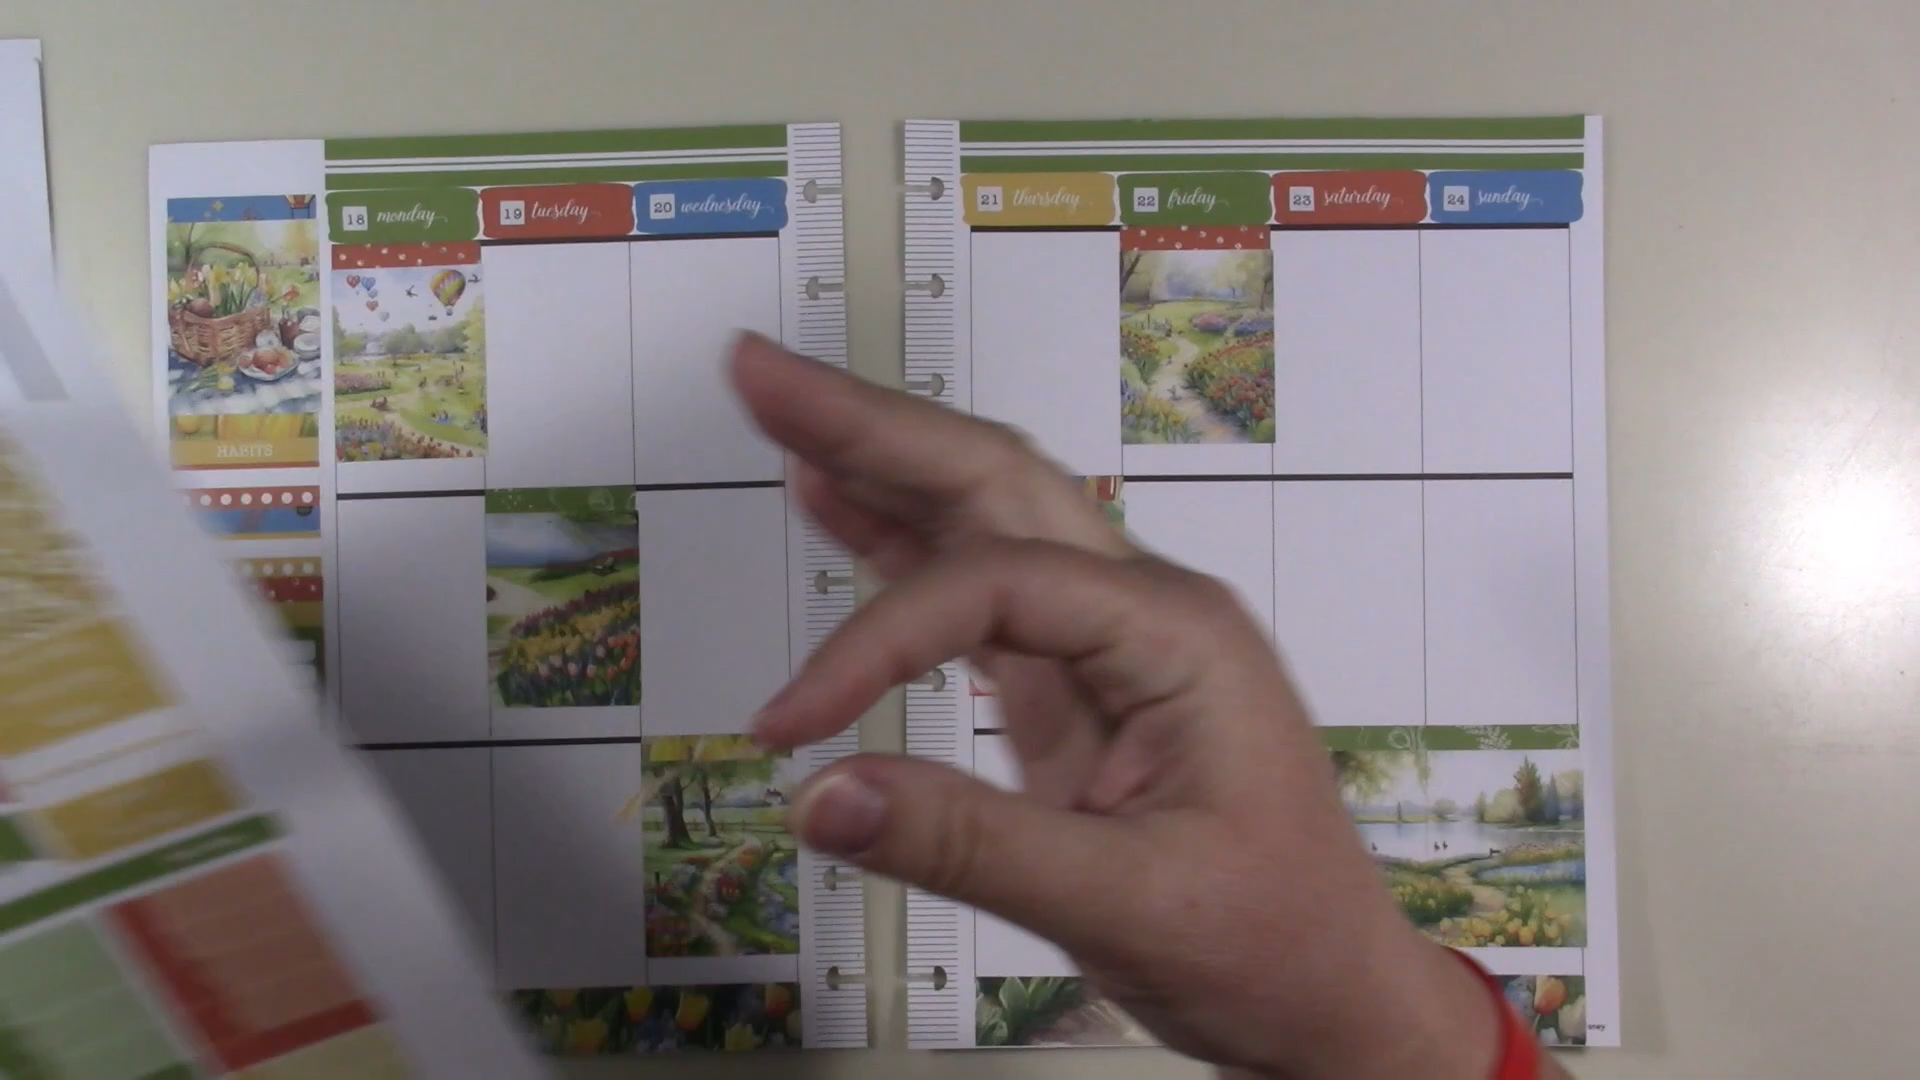 18 monday
19 tuesday
20 wednesday
21 thursday
22 friday
23 saturday
24 sunday
HABITS